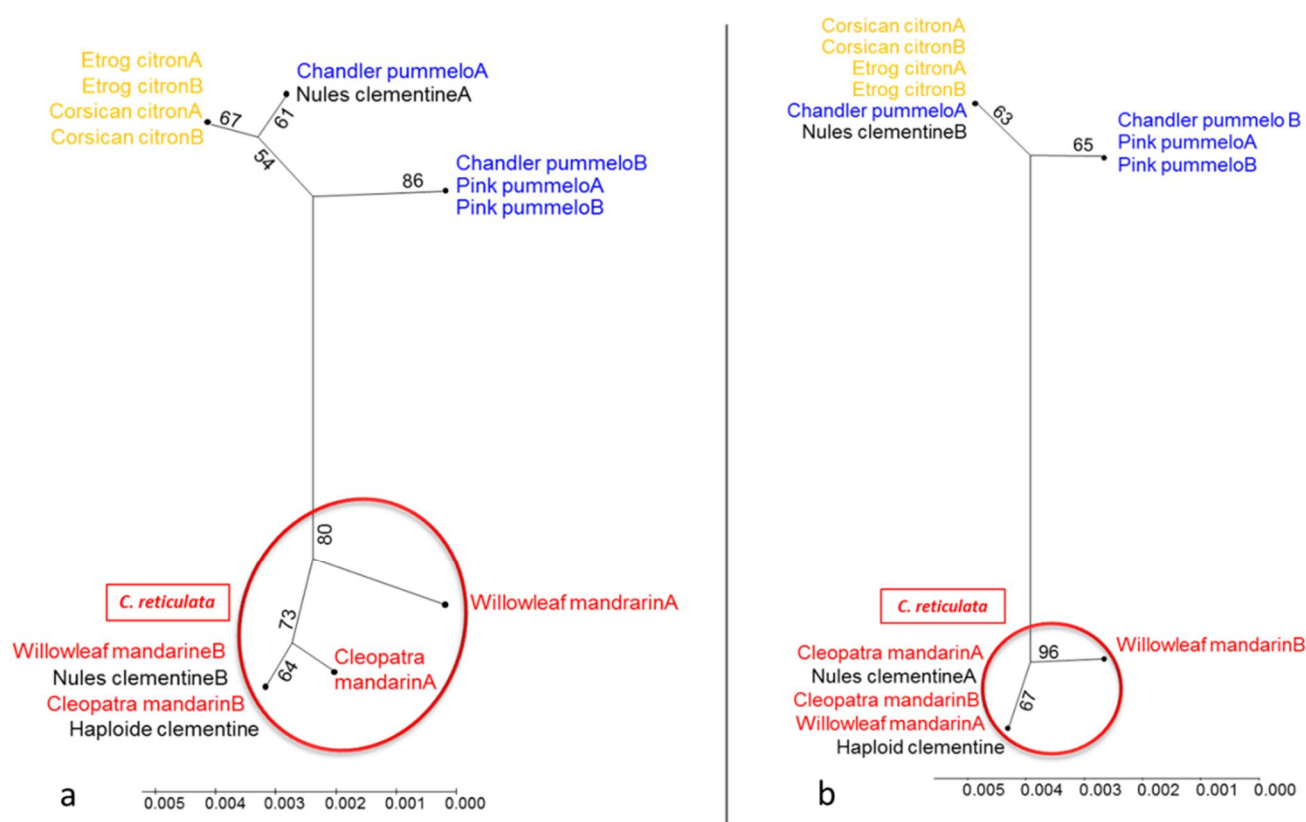 Etrog citronA
Etrog citronB
Corsican citronA
Corsican citronB
67
61
54
Chandler pummeloA
Nules clementineA
86
Chandler pummeloB
Pink pummeloA
Pink pummeloB
80
C. reticulata
73
64
Willowleaf mandrarinA
Cleopatra
mandarinA
Willowleaf mandarineB
Nules clementineB
Cleopatra mandarinB
Haploide clementine
a
0.005 0.004 0.003 0.002 0.001 0.000
Corsican citronA
Corsican citronB
Etrog citronA
Etrog citronB
Chandler pummeloA
Nules clementineB
63
65
Chandler pummelo B
Pink pummeloA
Pink pummeloB
C. reticulata
96
67
Willowleaf mandarinB
Cleopatra mandarinA
Nules clementineA
Cleopatra mandarinB
Willowleaf mandarinA
Haploid clementine
b
0.005 0.004 0.003 0.002 0.001 0.000